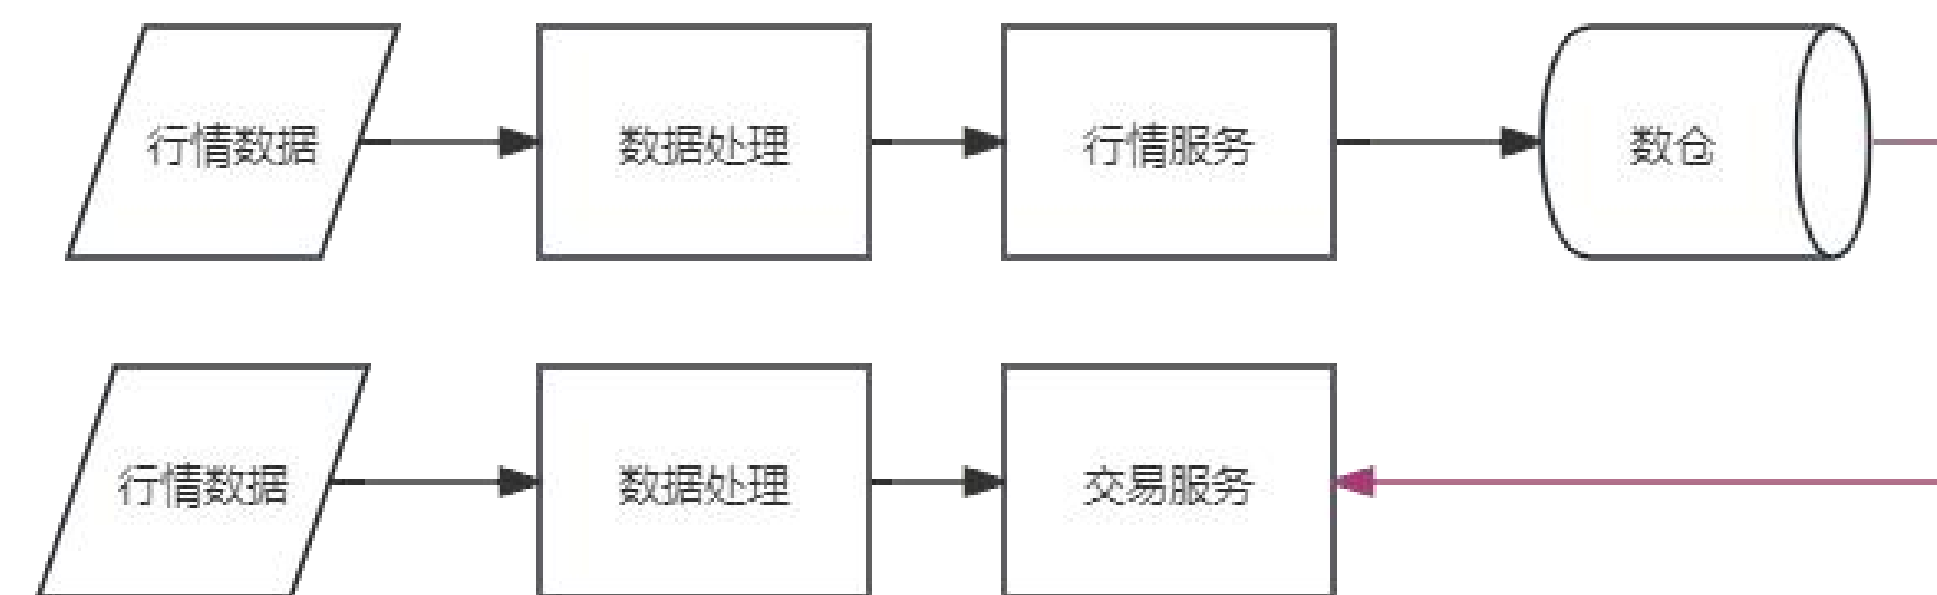 行情数据
数据处理
行情服务
数仓
行情数据
数据处理
交易服务